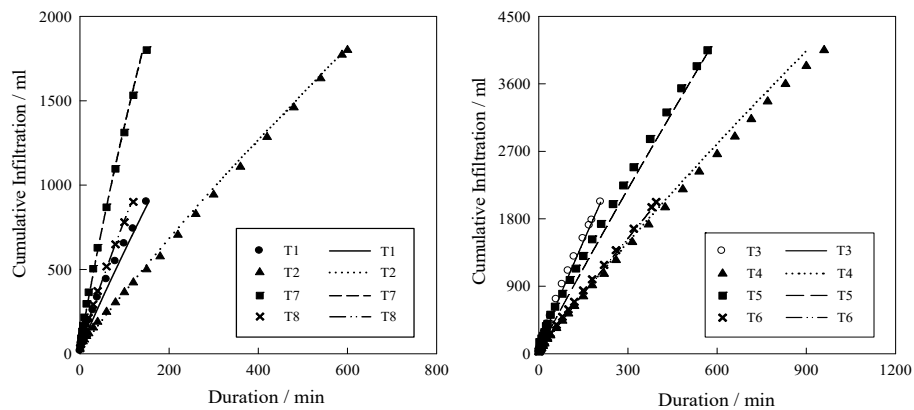 Cumulative Infiltration / ml
2000
1500
1000
500
0
0 200 400 600 800
Duration / min
T1 T1
T2 T2
T7 T7
T8 T8
Cumulative Infiltration / ml
4500
3600
2700
1800
900
0
0 300 600 900 1200
Duration / min
T3 T3
T4 T4
T5 T5
T6 T6